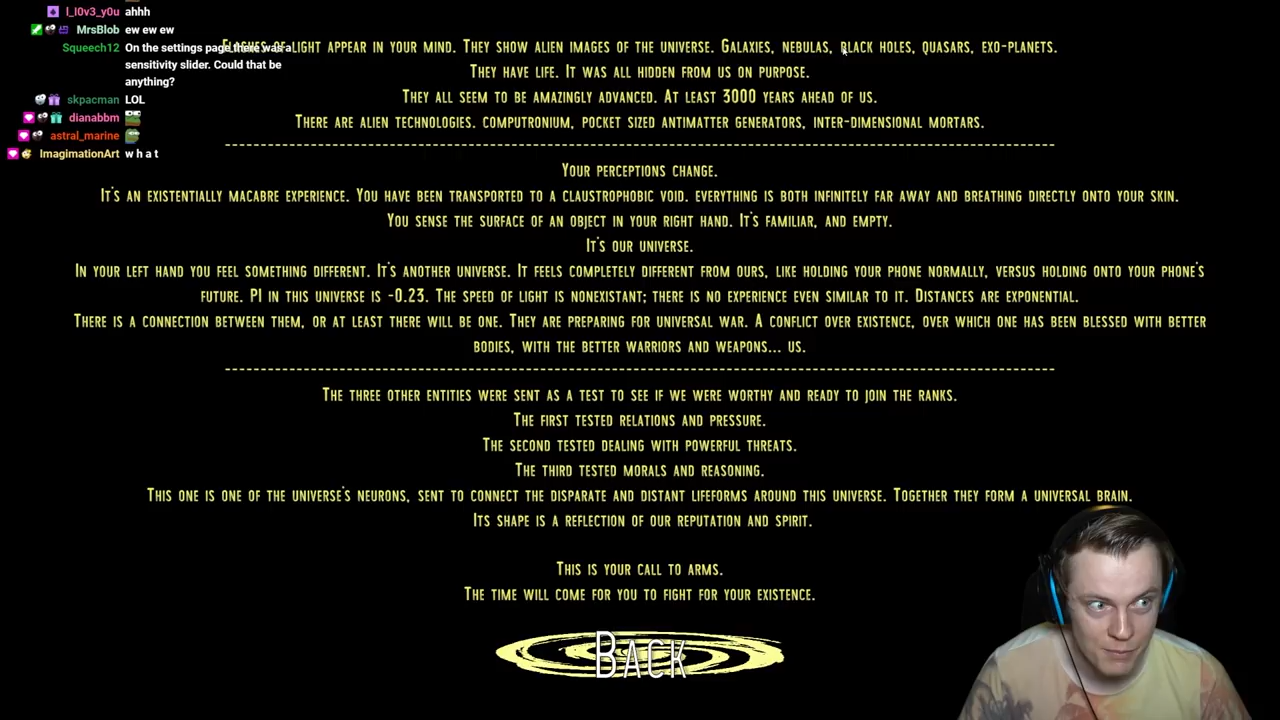 l_l0v3_y0u ahhh
MrsBlob ew ew ew
Squeech12 On the settings page there was a
sensitivity slider. Could that be
anything?
skpacman LOL
dianabbm
astral_marine
ImagimationArt w h a t
of light appear in your mind. They show alien images of the universe. Galaxies, nebulas, black holes, quasars, exo-planets.
They have life. It was all hidden from us on purpose.
They all seem to be amazingly advanced. At least 3000 years ahead of us.
There are alien technologies. computronium, pocket sized antimatter generators, inter-dimensional mortars.
Your perceptions change.
It's an existentially macabre experience. You have been transported to a claustrophobic void. everything is both infinitely far away and breathing directly onto your skin.
You sense the surface of an object in your right hand. It's familiar, and empty.
It's our universe.
In your left hand you feel something different. It's another universe. It feels completely different from ours, like holding your phone normally, versus holding onto your phone's
future. Pi in this universe is -0.23. The speed of light is nonexistant; there is no experience even similar to it. Distances are exponential.
There is a connection between them, or at least there will be one. They are preparing for universal war. A conflict over existence, over which one has been blessed with better
bodies, with the better warriors and weapons... us.
The three other entities were sent as a test to see if we were worthy and ready to join the ranks.
The first tested relations and pressure.
The second tested dealing with powerful threats.
The third tested morals and reasoning.
This one is one of the universe's neurons, sent to connect the disparate and distant lifeforms around this universe. Together they form a universal brain.
Its shape is a reflection of our reputation and spirit.
This is your call to arms.
The time will come for you to fight for your existence.
Back